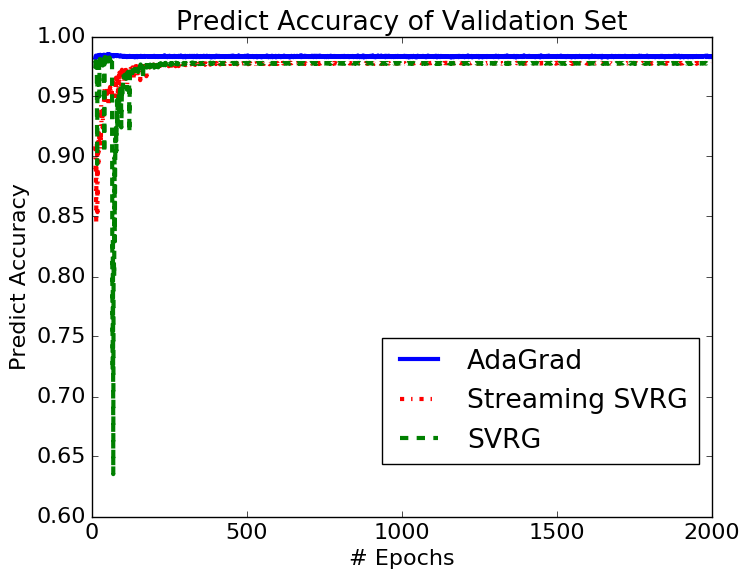 Predict Accuracy of Validation Set
1.00
0.95
0.90
0.85
0.80
0.75
0.70
0.65
0.60
Predict Accuracy
AdaGrad
Streaming SVRG
SVRG
0 500 1000 1500 2000
# Epochs